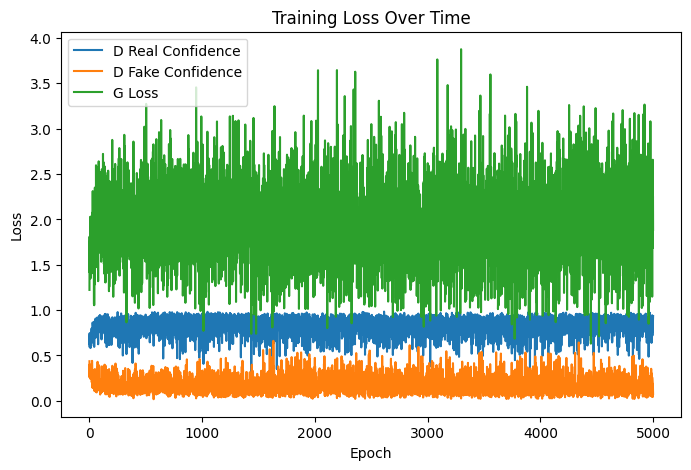 Training Loss Over Time
D Real Confidence
D Fake Confidence
G Loss
Loss
4.0
3.5
3.0
2.5
2.0
1.5
1.0
0.5
0.0
0
1000
2000
3000
4000
5000
Epoch